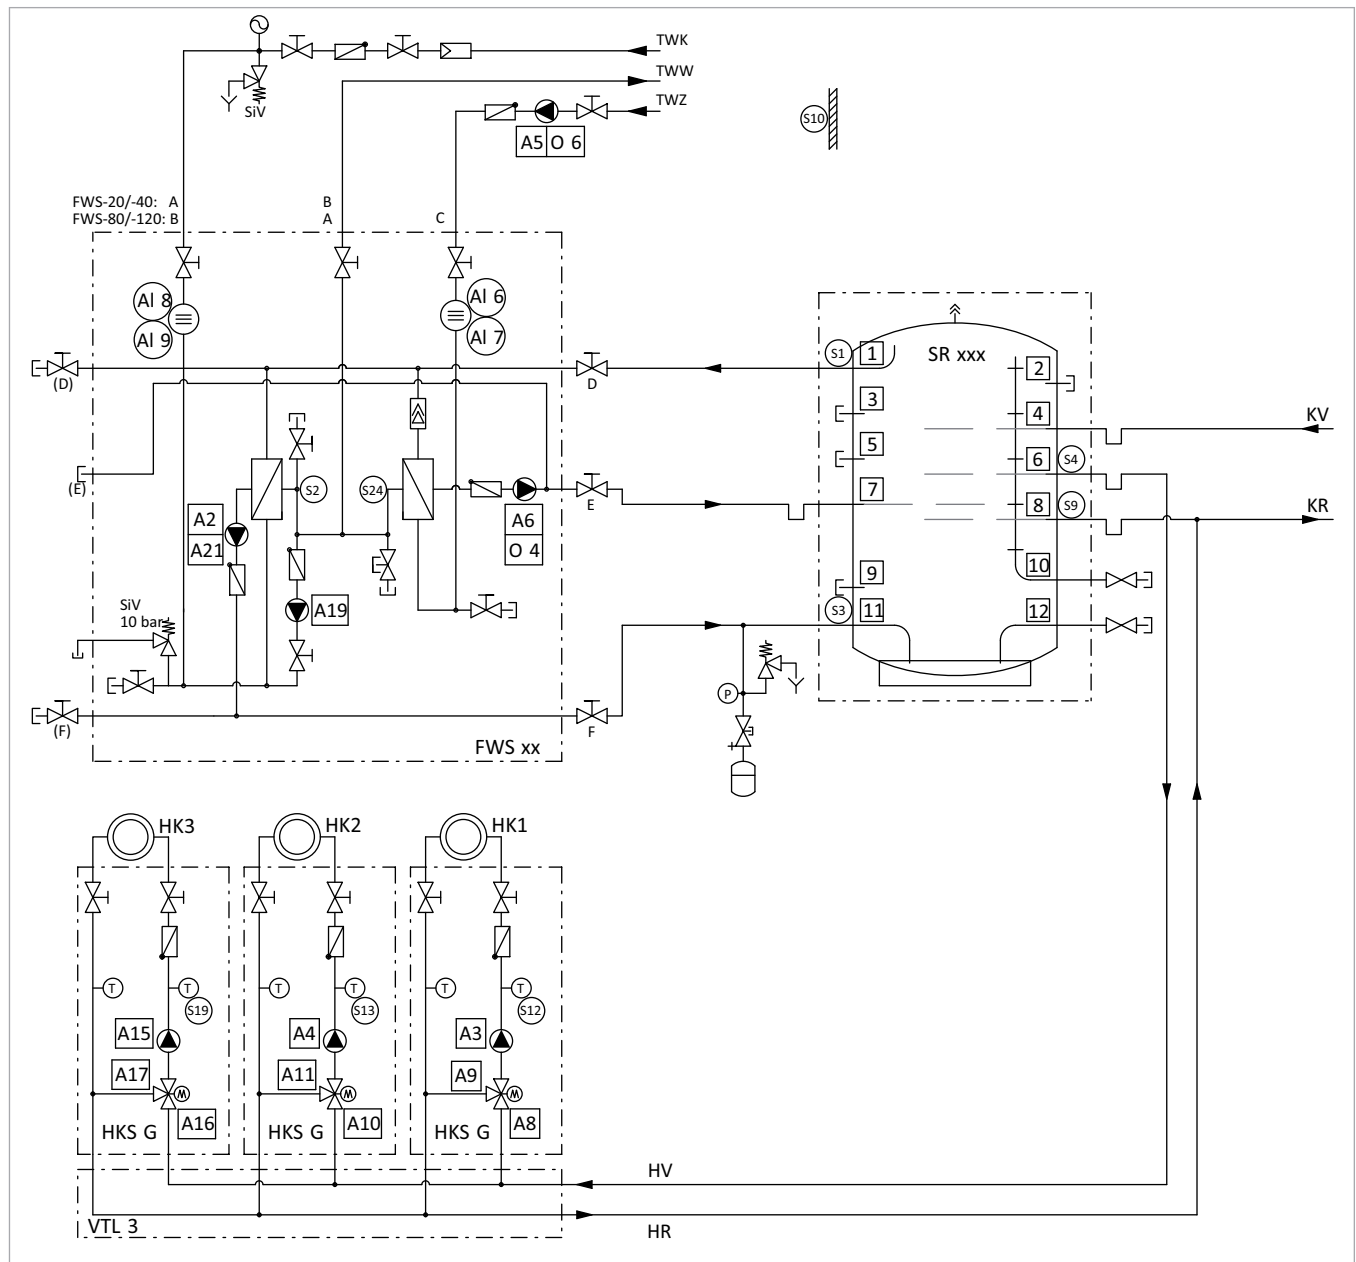 TWK
TWW
SiV
TWZ
A5 O 6
S10
FWS-20/-40: A
B
FWS-80/-120: B
A
C
Al 8
Al 9
Al 6
Al 7
(D)
D
S1
1
SR xxx
2
3
4
KV
5
6
S4
(E)
S2
S24
E
7
8
S9
KR
A2
A21
A6
O 4
9
10
SiV
10 bar
A19
S3
11
12
P
(F)
F
FWS xx
HK3
HK2
HK1
T
T
T
T
T
T
S19
S13
S12
A15
A4
A3
A17
A11
A9
M
M
M
A16
A10
A8
HKS G
HKS G
HKS G
HV
VTL 3
HR